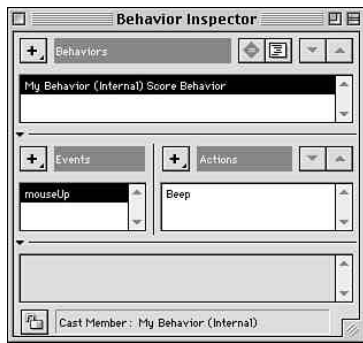 Behavior Inspector
Behaviors
My Behavior (Internal) Score Behavior
Events
Actions
mouseUp
Beep
Cast Member: My Behavior (Internal)